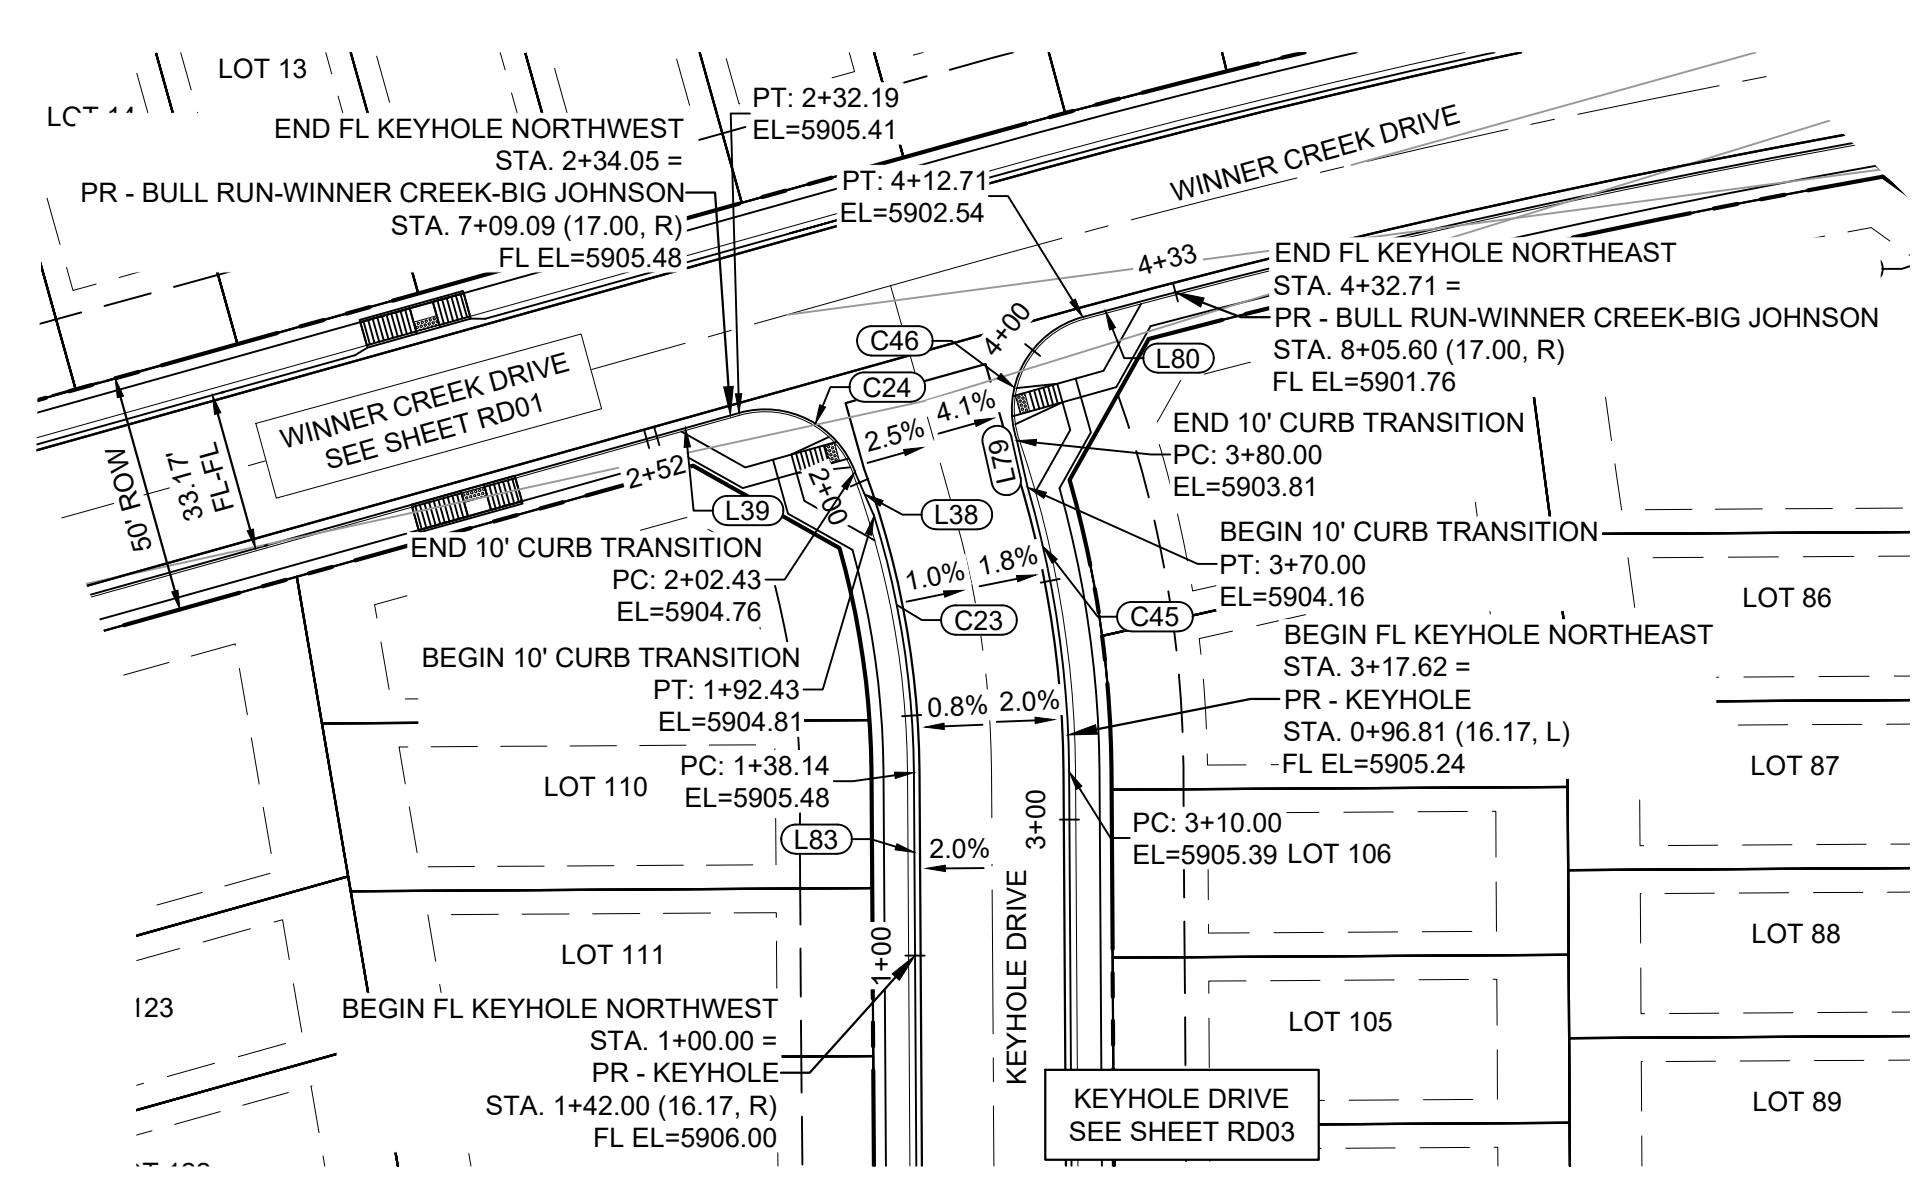 LOT 13
END FL KEYHOLE NORTHWEST
STA. 2+34.05 =
PR - BULL RUN-WINNER CREEK-BIG JOHNSON
STA. 7+09.09 (17.00, R)
FL EL=5905.48
PT: 2+32.19
EL=5905.41
PT: 4+12.71
EL=5902.54
WINNER CREEK DRIVE
4+33
END FL KEYHOLE NORTHEAST
STA. 4+32.71 =
PR - BULL RUN-WINNER CREEK-BIG JOHNSON
STA. 8+05.60 (17.00, R)
FL EL=5901.76
C46
4+00
L80
C24
WINNER CREEK DRIVE
SEE SHEET RD01
50' ROW
33.17'
FL-FL
2.5%
4.1%
L79
END 10' CURB TRANSITION
PC: 3+80.00
EL=5903.81
2+52
2+00
L39
L38
BEGIN 10' CURB TRANSITION
PT: 3+70.00
EL=5904.16
END 10' CURB TRANSITION
PC: 2+02.43
EL=5904.76
1.0%
1.8%
C23
C45
LOT 86
BEGIN 10' CURB TRANSITION
PT: 1+92.43
EL=5904.81
BEGIN FL KEYHOLE NORTHEAST
STA. 3+17.62 =
PR - KEYHOLE
STA. 0+96.81 (16.17, L)
FL EL=5905.24
0.8%
2.0%
PC: 1+38.14
EL=5905.48
LOT 110
LOT 87
L83
2.0%
3+00
PC: 3+10.00
EL=5905.39
LOT 106
LOT 111
1+00
KEYHOLE DRIVE
LOT 88
123
BEGIN FL KEYHOLE NORTHWEST
STA. 1+00.00 =
PR - KEYHOLE
STA. 1+42.00 (16.17, R)
FL EL=5906.00
LOT 105
KEYHOLE DRIVE
SEE SHEET RD03
LOT 89